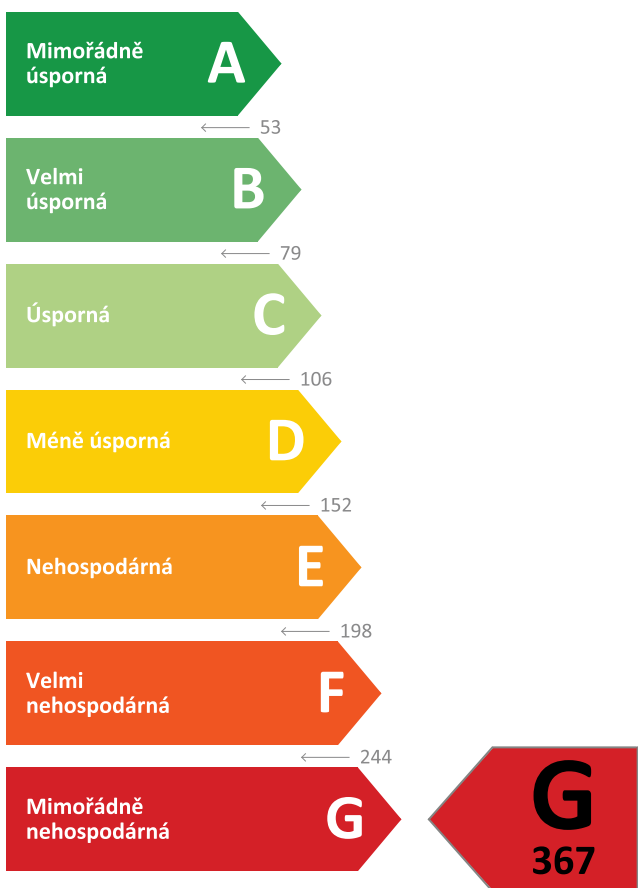 Mimořádně
úsporná
A
53
Velmi
úsporná
B
79
Úsporná
C
106
Méně úsporná
D
152
Nehospodárná
E
198
Velmi
nehospodárná
F
244
Mimořádně
nehospodárná
G
G
367